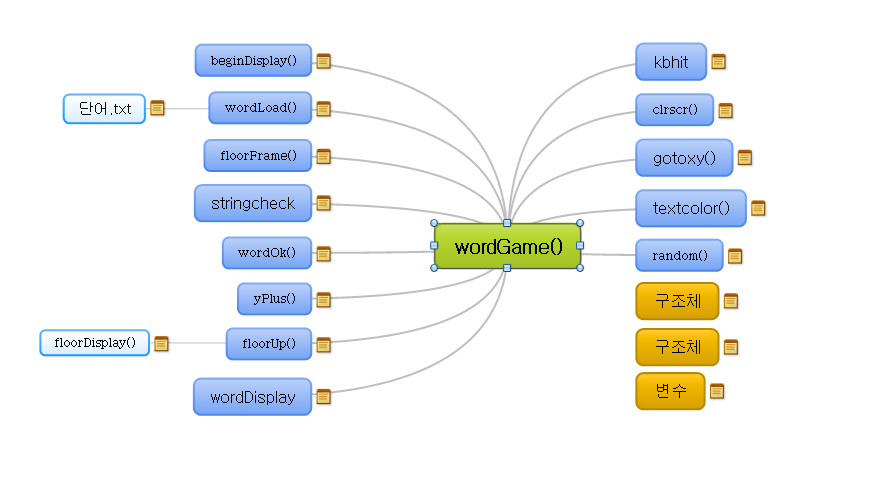 beginDisplay()
단어.txt
wordLoad()
floorFrame()
stringcheck
wordOk()
yPlus()
floorDisplay()
floorUp()
wordDisplay
wordGame()
kbhit
clrscr()
gotoxy()
textcolor()
random()
구조체
구조체
변수